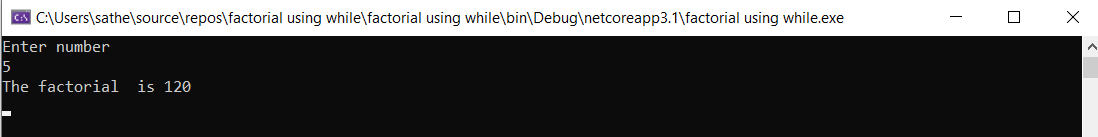 C:\Users\sathe\source\repos\factorial using while\factorial using while\bin\Debug\netcoreapp3.1\factorial using while.exe
Enter number
5
The factorial  is 120